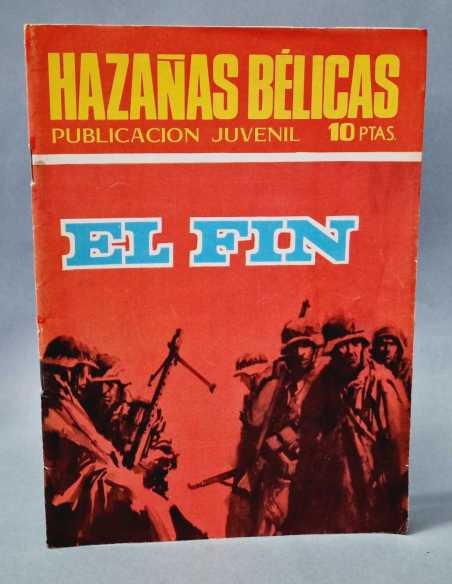 HAZAÑAS BÉLICAS
PUBLICACION JUVENIL 10 PTAS.
EL FIN